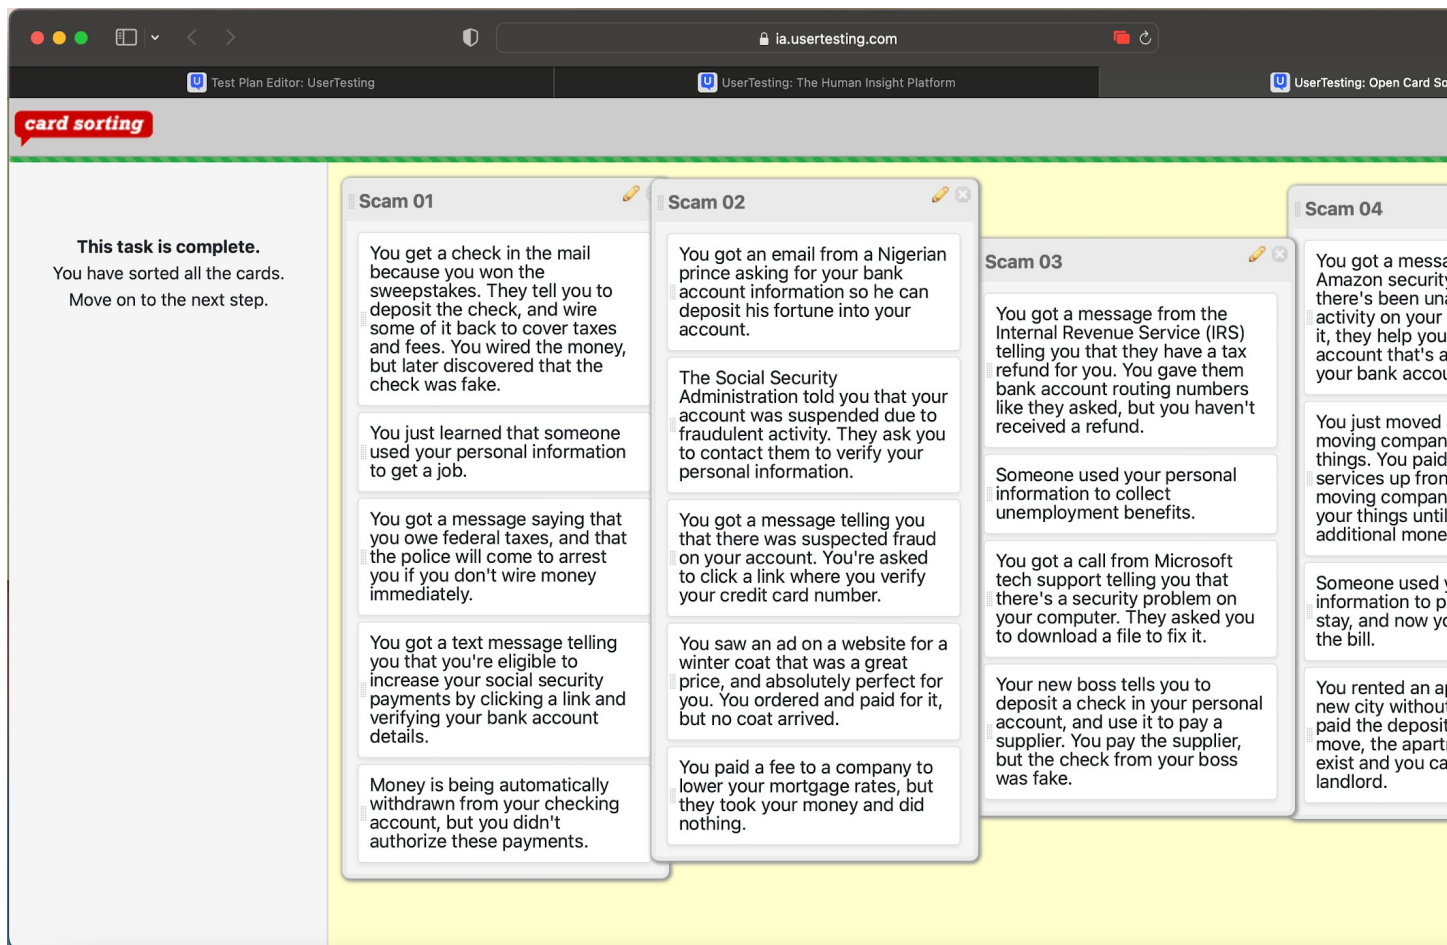 ia.usertesting.com
Test Plan Editor: UserTesting
UserTesting: The Human Insight Platform
UserTesting: Open Card So
card sorting
This task is complete.
You have sorted all the cards.
Move on to the next step.
Scam 01
You get a check in the mail
because you won the
sweepstakes. They tell you to
deposit the check, and wire
some of it back to cover taxes
and fees. You wired the money,
but later discovered that the
check was fake.
You just learned that someone
used your personal information
to get a job.
You got a message saying that
you owe federal taxes, and that
the police will come to arrest
you if you don't wire money
immediately.
You got a text message telling
you that you're eligible to
increase your social security
payments by clicking a link and
verifying your bank account
details.
Money is being automatically
withdrawn from your checking
account, but you didn't
authorize these payments.
Scam 02
You got an email from a Nigerian
prince asking for your bank
account information so he can
deposit his fortune into your
account.
The Social Security
Administration told you that your
account was suspended due to
fraudulent activity. They ask you
to contact them to verify your
personal information.
You got a message telling you
that there was suspected fraud
on your account. You're asked
to click a link where you verify
your credit card number.
You saw an ad on a website for a
winter coat that was a great
price, and absolutely perfect for
you. You ordered and paid for it,
but no coat arrived.
You paid a fee to a company to
lower your mortgage rates, but
they took your money and did
nothing.
Scam 03
You got a message from the
Internal Revenue Service (IRS)
telling you that they have a tax
refund for you. You gave them
bank account routing numbers
like they asked, but you haven't
received a refund.
Someone used your personal
information to collect
unemployment benefits.
You got a call from Microsoft
tech support telling you that
there's a security problem on
your computer. They asked you
to download a file to fix it.
Your new boss tells you to
deposit a check in your personal
account, and use it to pay a
supplier. You pay the supplier,
but the check from your boss
was fake.
Scam 04
You got a messa
Amazon security
there's been una
activity on your
it, they help you
account that's a
your bank accou
You just moved
moving compan
things. You paid
services up fron
moving compan
your things until
additional mone
Someone used y
information to p
stay, and now yo
the bill.
You rented an ap
new city without
paid the deposit
move, the apart
exist and you ca
landlord.